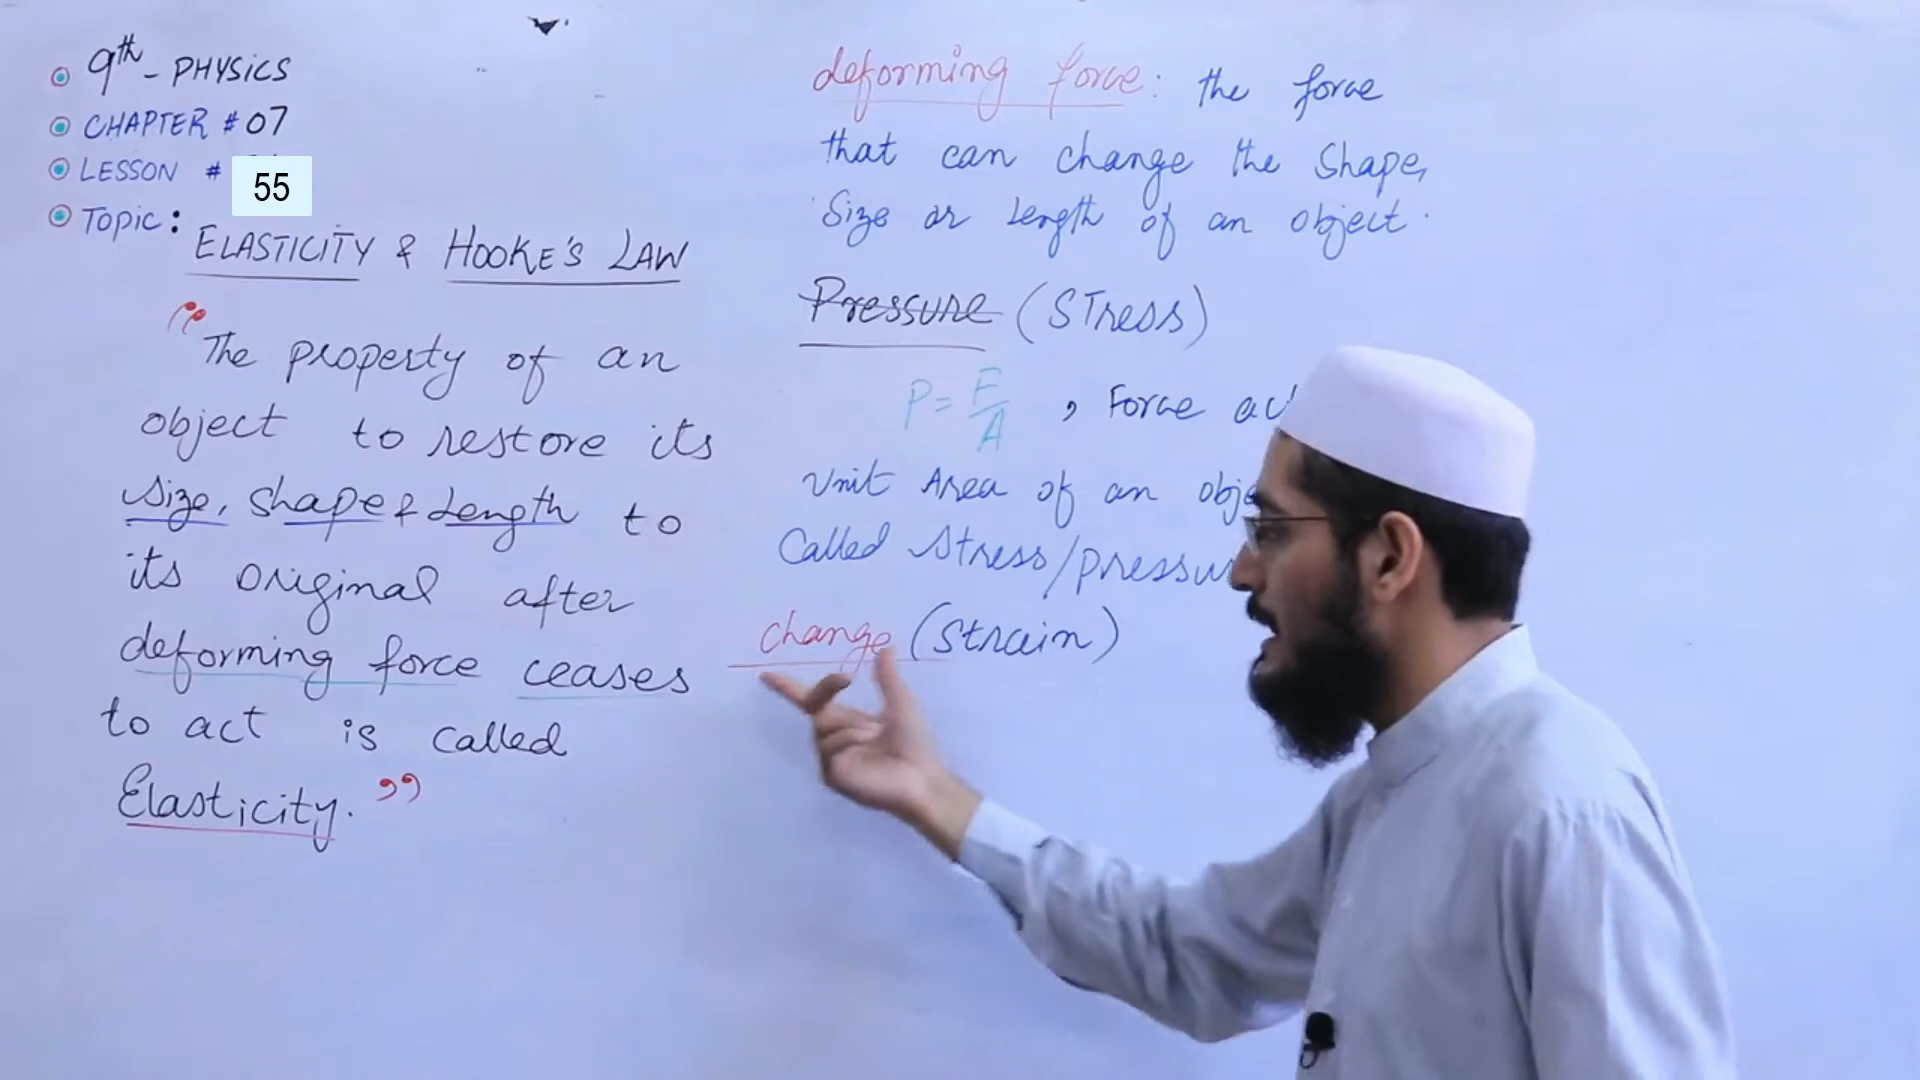 9th - PHYSICS
CHAPTER # 07
LESSON # 55
TOPIC:
ELASTICITY & HOOKE'S LAW
"The property of an
object to restore its
size, shape & Length to
its original after
deforming force ceases
to act is called
Elasticity."
deforming force: the force
that can change the shape,
Size or Length of an object.
Pressure (STress)
P = F/A , Force
Unit Area of an
Called Stress/pressu
change (strain)